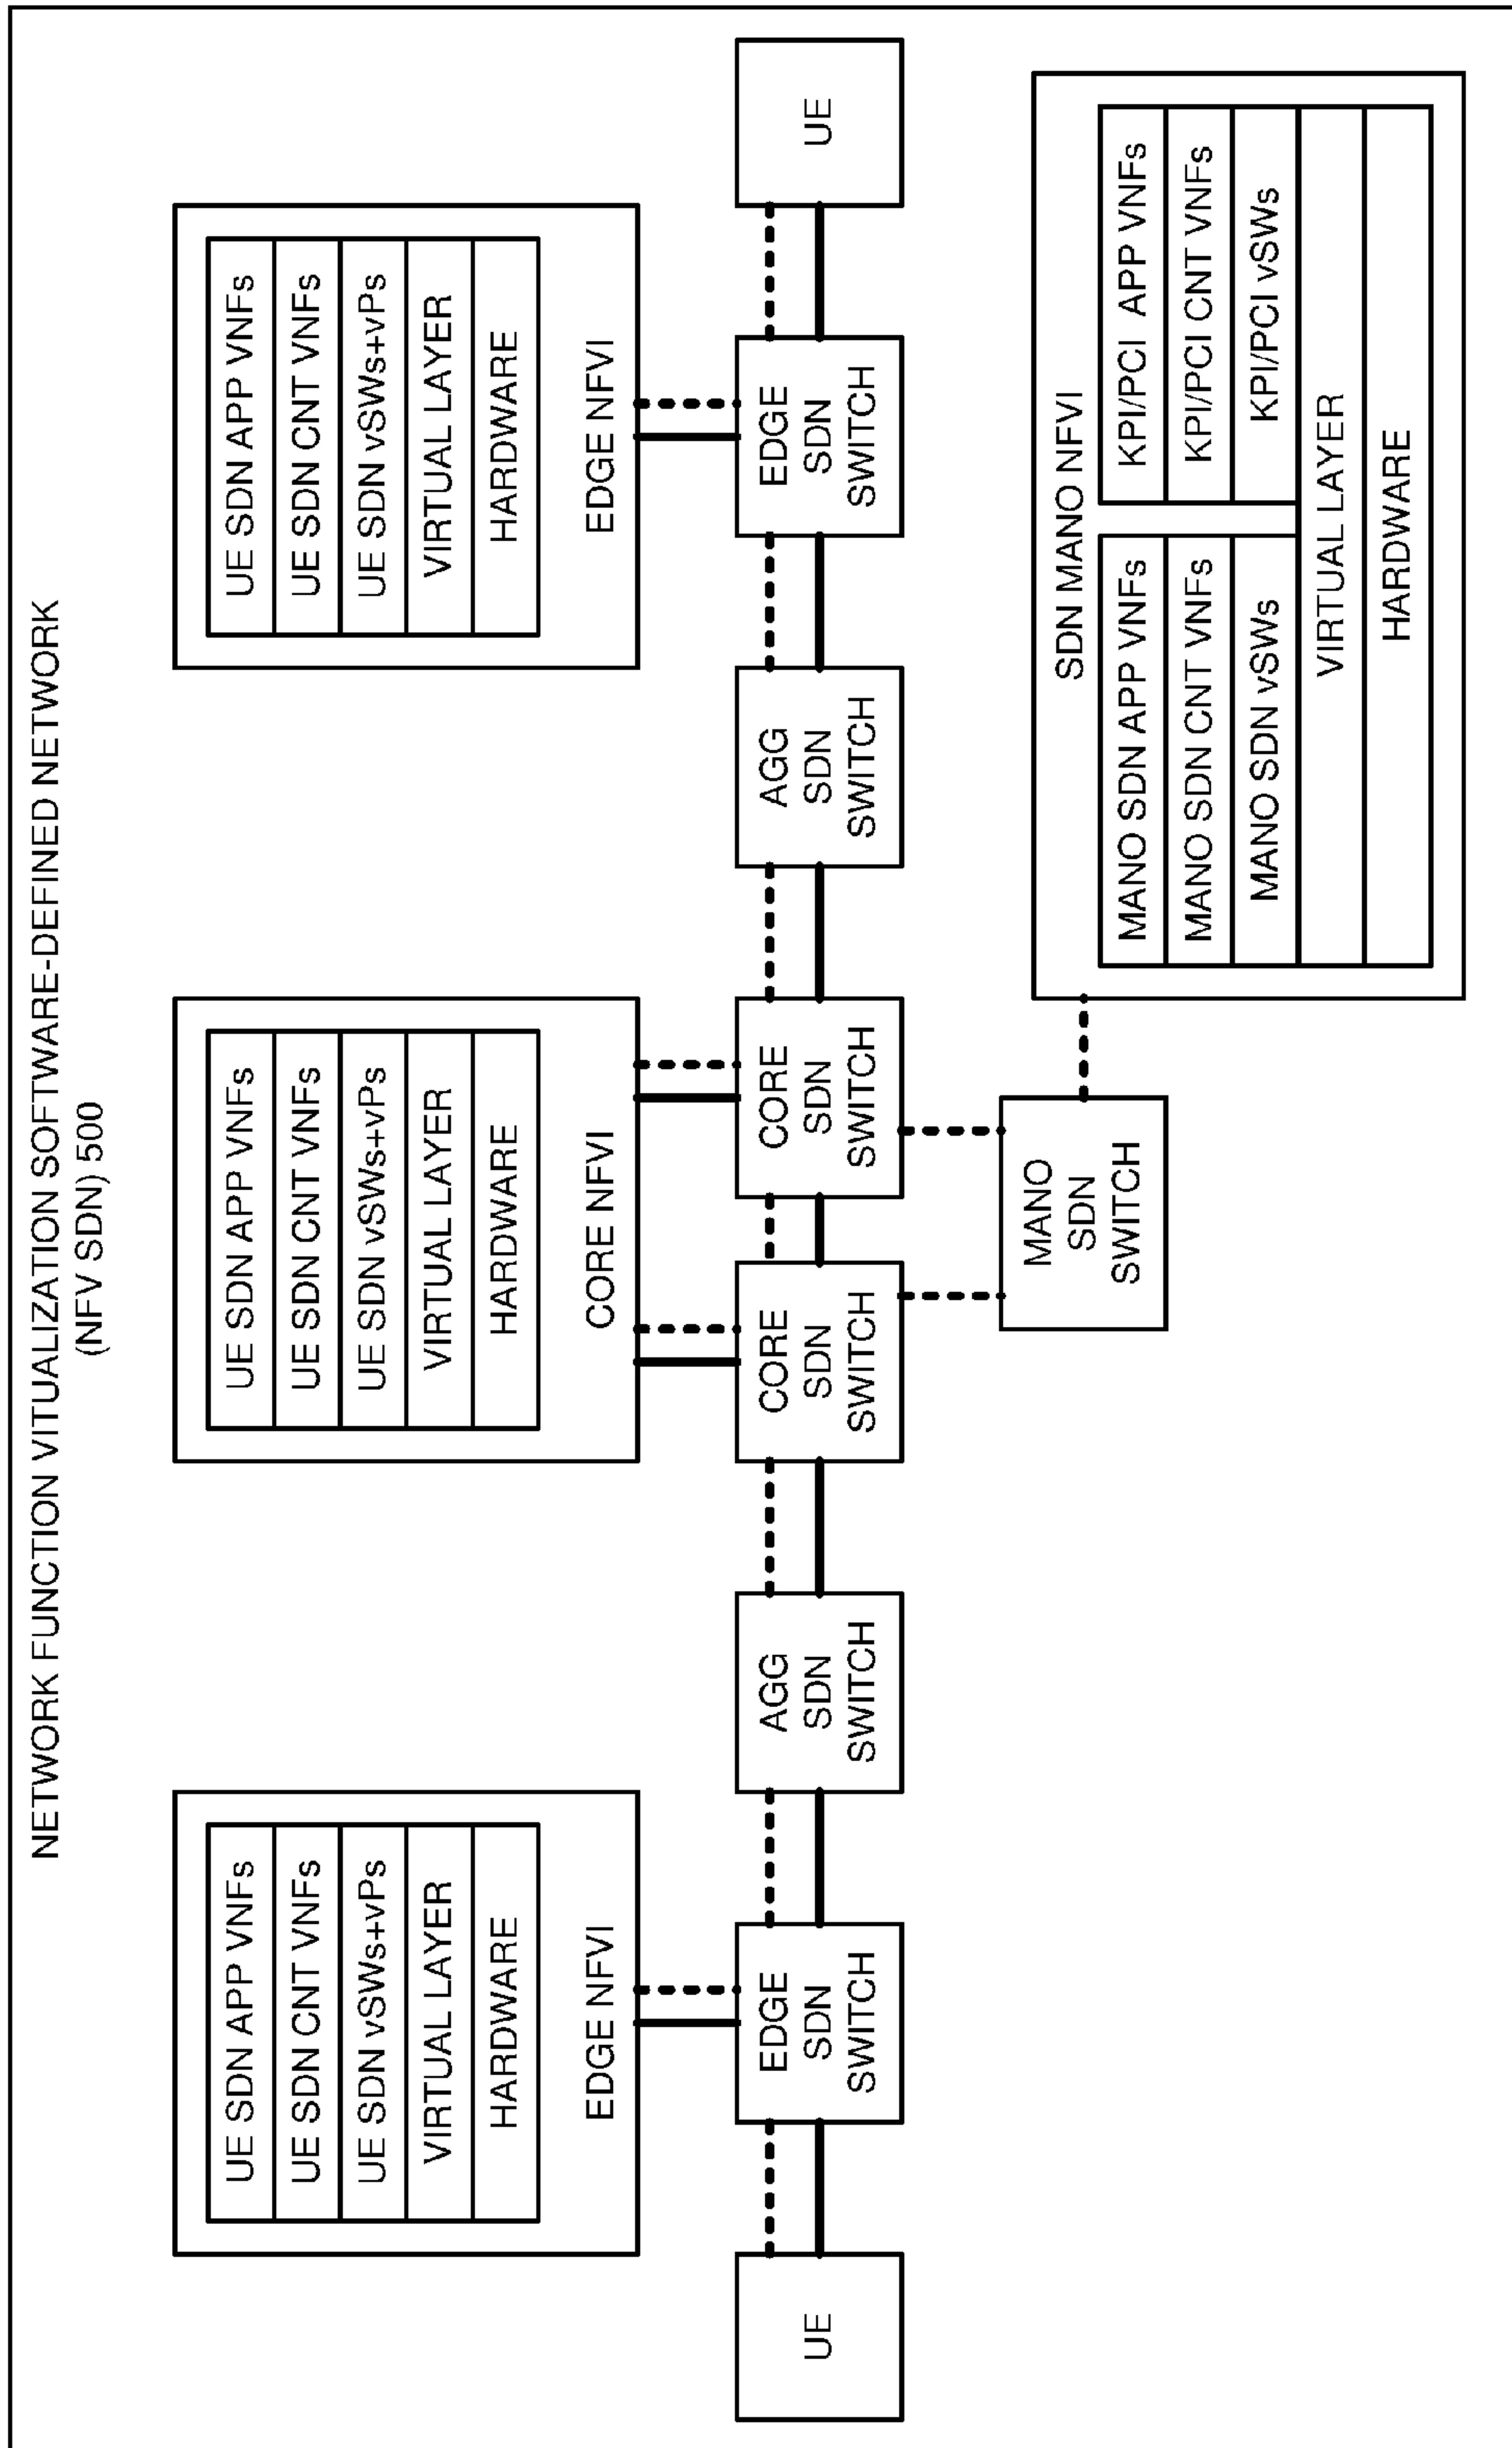 NETWORK FUNCTION VITUALIZATION SOFTWARE-DEFINED NETWORK
(NFV SDN) 500
UE SDN APP VNFs
UE SDN CNT VNFs
UE SDN vSWs+vPs
VIRTUAL LAYER
HARDWARE
EDGE NFVI
UE SDN APP VNFs
UE SDN CNT VNFs
UE SDN vSWs+vPs
VIRTUAL LAYER
HARDWARE
CORE NFVI
UE SDN APP VNFs
UE SDN CNT VNFs
UE SDN vSWs+vPs
VIRTUAL LAYER
HARDWARE
EDGE NFVI
UE
EDGE
SDN
SWITCH
AGG
SDN
SWITCH
CORE
SDN
SWITCH
CORE
SDN
SWITCH
AGG
SDN
SWITCH
EDGE
SDN
SWITCH
UE
MANO
SDN
SWITCH
SDN MANO NFVI
MANO SDN APP VNFs
KPI/PCI APP VNFs
MANO SDN CNT VNFs
KPI/PCI CNT VNFs
MANO SDN vSWs
KPI/PCI vSWs
VIRTUAL LAYER
HARDWARE